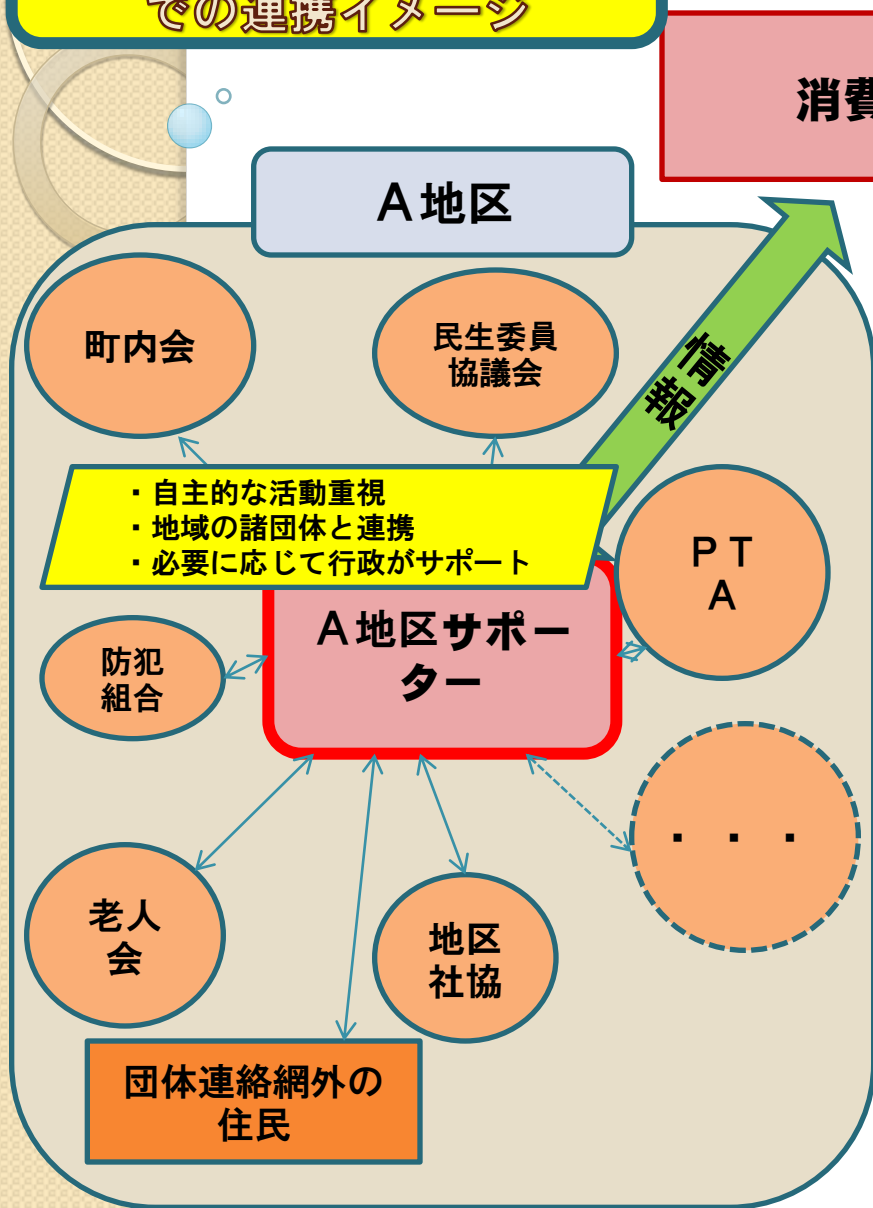 での連携イメージ
消費
A地区
町内会
民生委員
協議会
情報
・自主的な活動重視
・地域の諸団体と連携
・必要に応じて行政がサポート
PT
A
A地区サポー
ター
防犯
組合
・・・
老人
会
地区
社協
団体連絡網外の
住民